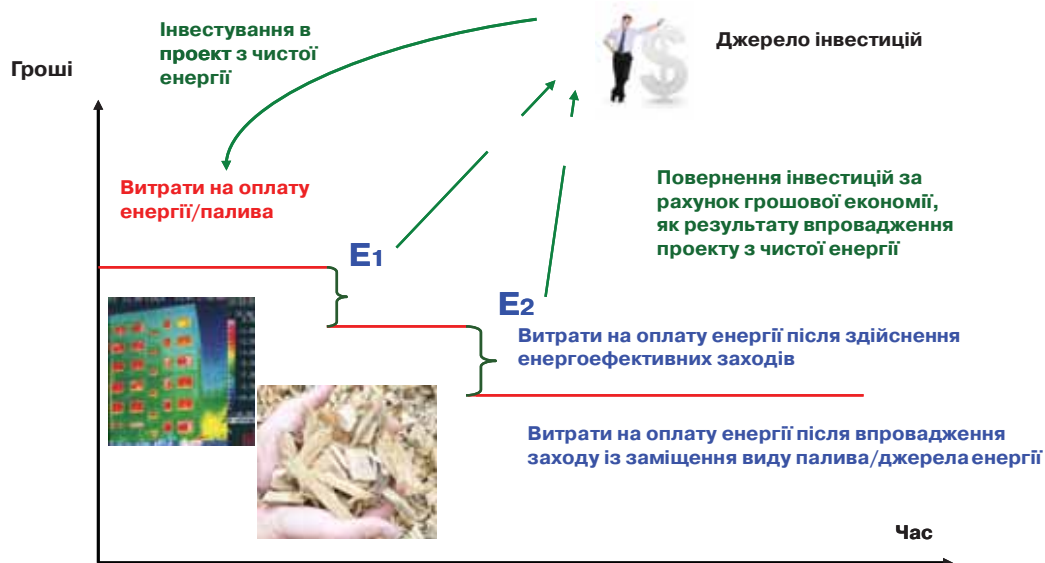 Інвестування в
проект з чистої
енергії
Джерело інвестицій
Гроші
Витрати на оплату
енергії/палива
Повернення інвестицій за
рахунок грошової економії,
як результату впровадження
проекту з чистої енергії
E1
E2
Витрати на оплату енергії після здійснення
енергоефективних заходів
Витрати на оплату енергії після впровадження
заходу із заміщення виду палива/джерела енергії
Час